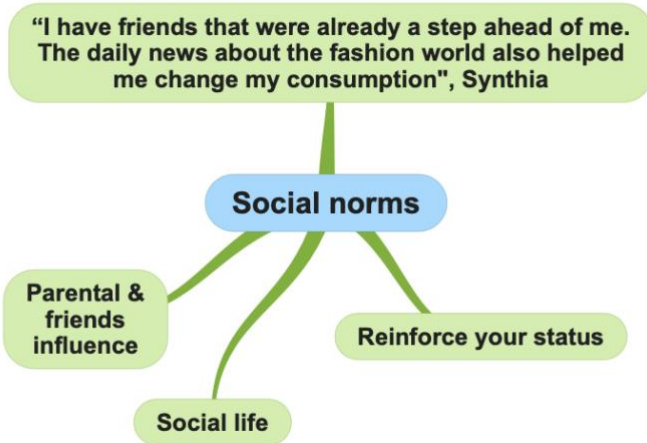 “I have friends that were already a step ahead of me.
The daily news about the fashion world also helped
me change my consumption", Synthia
Social norms
Parental &
friends
influence
Reinforce your status
Social life